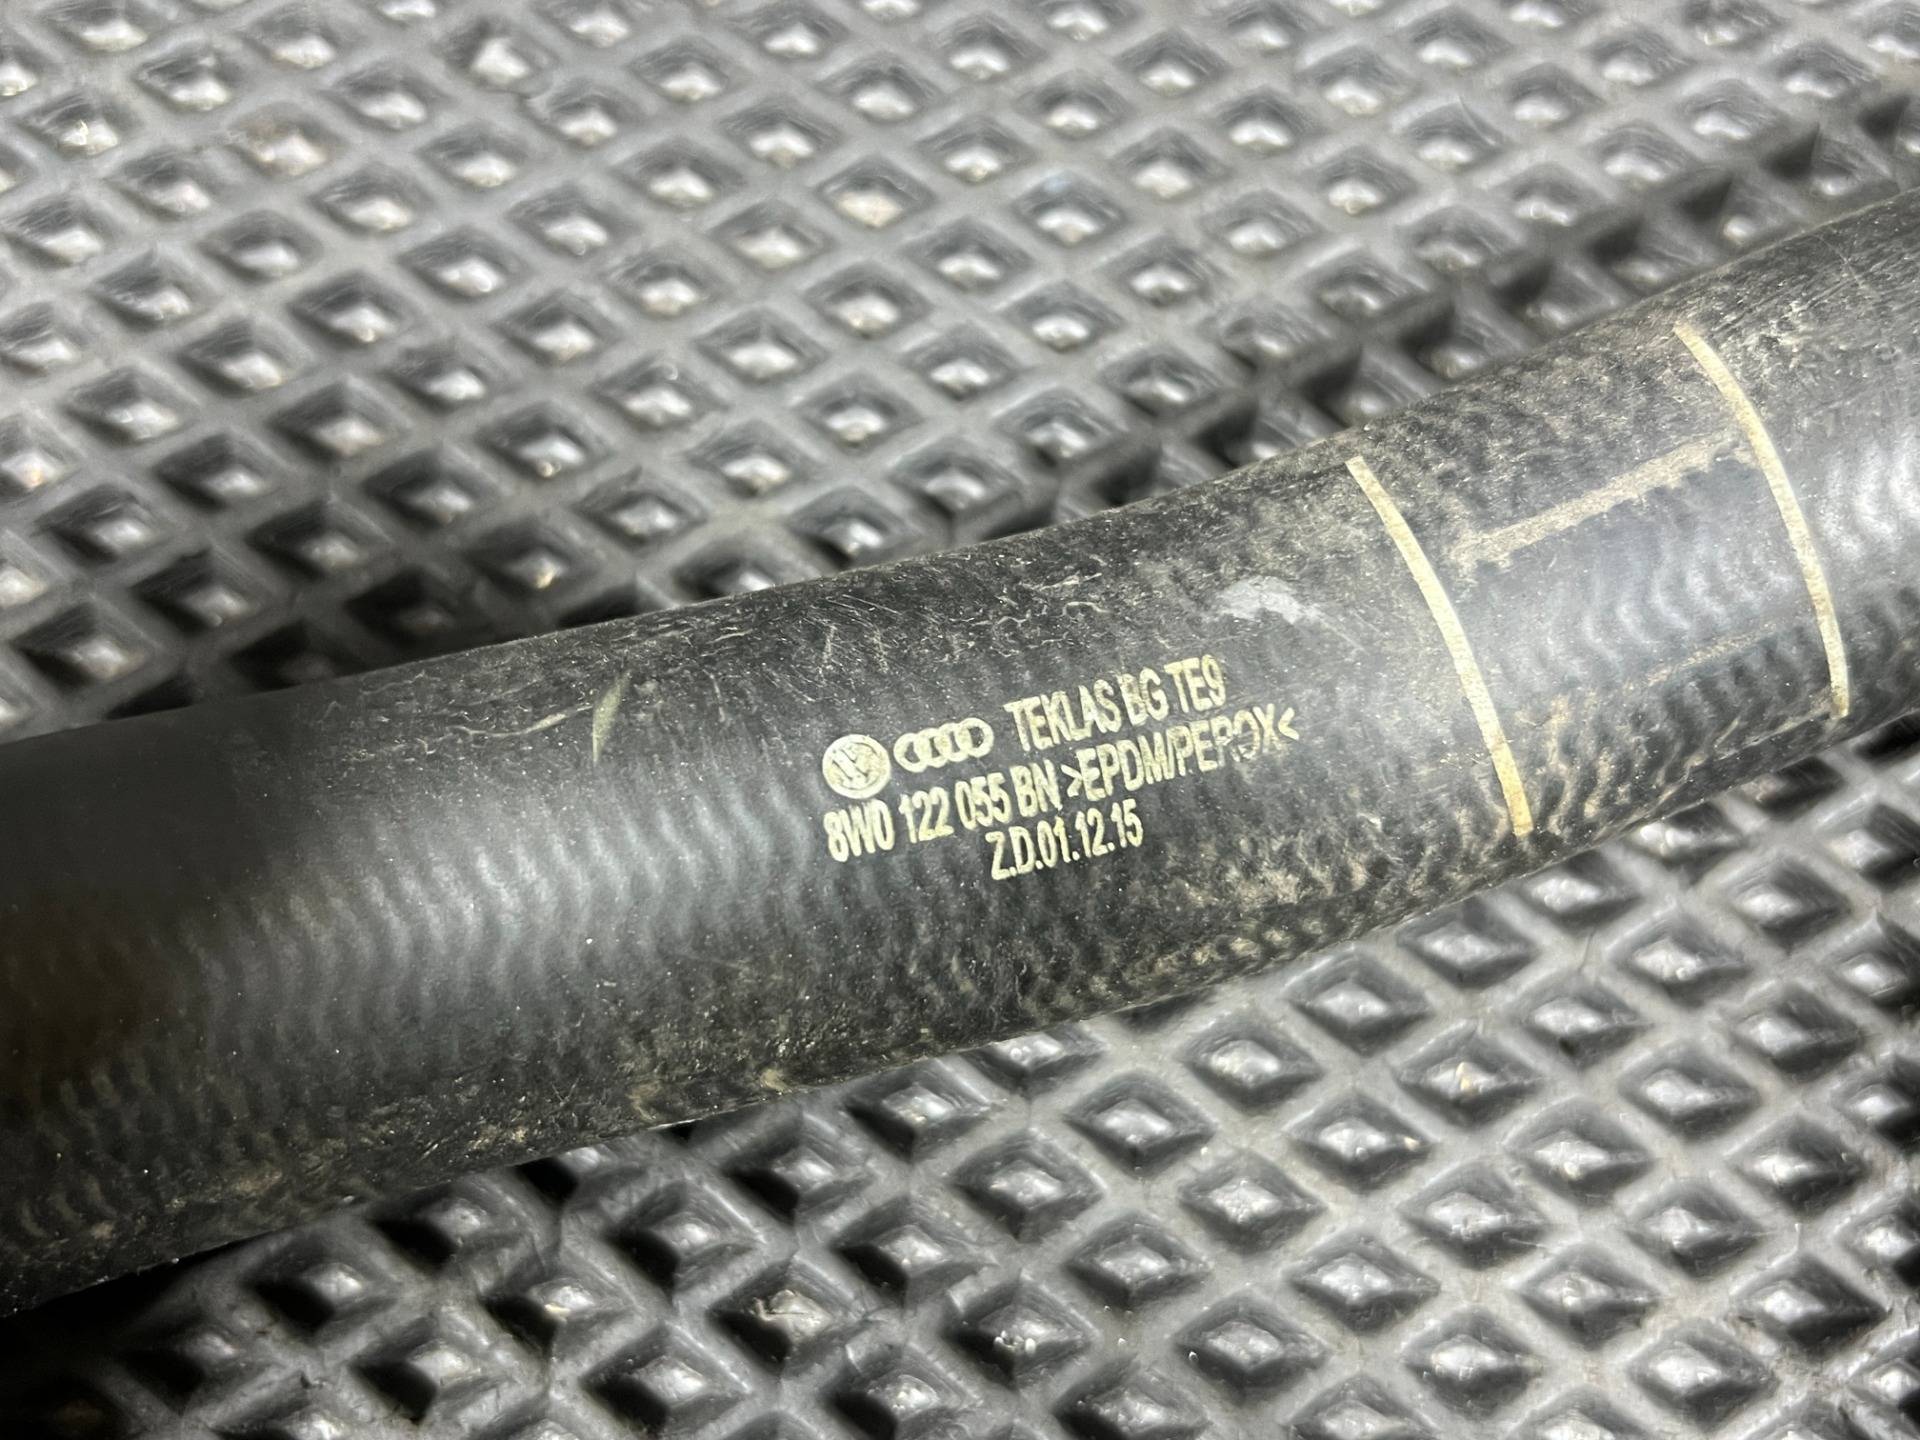 TEKLAS BG TE9
8W0 122 055 BN >EPDM/PEROX<
Z.D.01.12.15